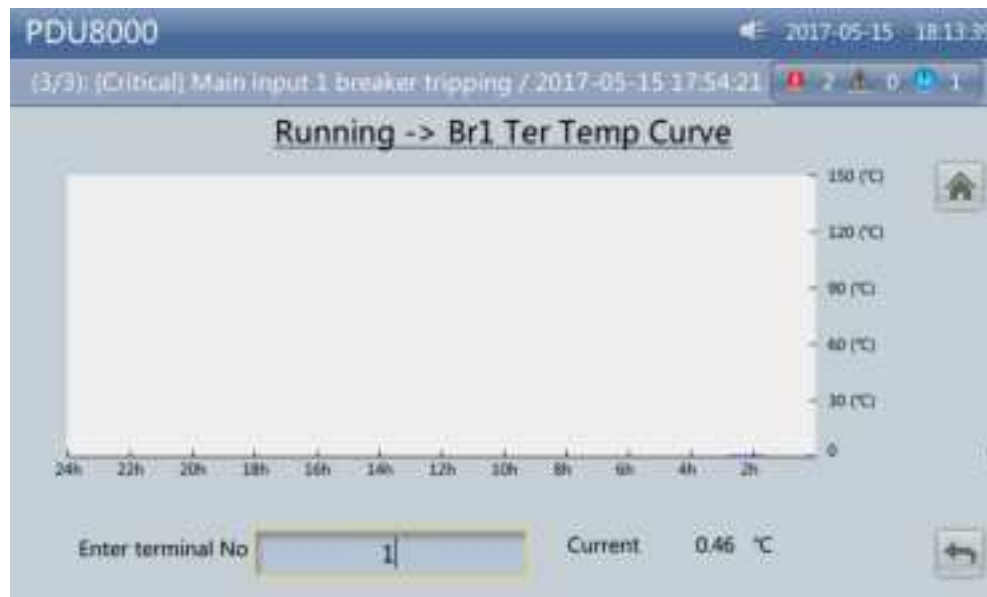 PDU8000 2017-05-15 18:13:39
(3/3): [Critical] Main input 1 breaker tripping / 2017-05-15 17:54:21 2 0 1
Running -> Br1 Ter Temp Curve
150 (℃)
120 (℃)
90 (℃)
60 (℃)
30 (℃)
0
24h 22h 20h 18h 16h 14h 12h 10h 8h 6h 4h 2h
Enter terminal No 1 Current 0.46 ℃